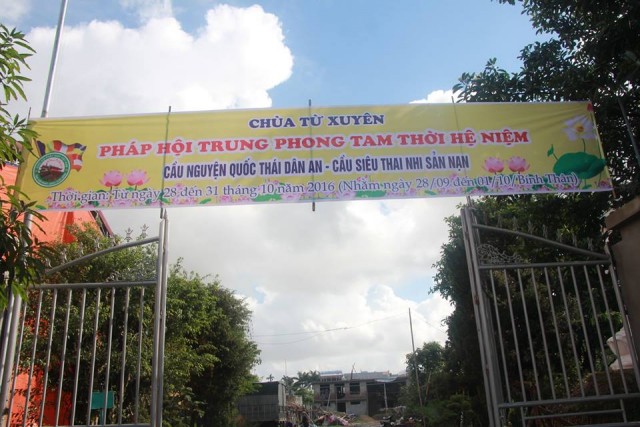 CHÙA TỪ XUYÊN
PHÁP HỘI TRUNG PHONG TAM THỜI HỆ NIỆM
CẦU NGUYỆN QUỐC THÁI DÂN AN - CẦU SIÊU THAI NHI SẢN NẠN
Thời gian: Từ ngày 28 đến 31 tháng 10 năm 2016 (Nhằm ngày 28/09 đến 01/10/Bính Thân)